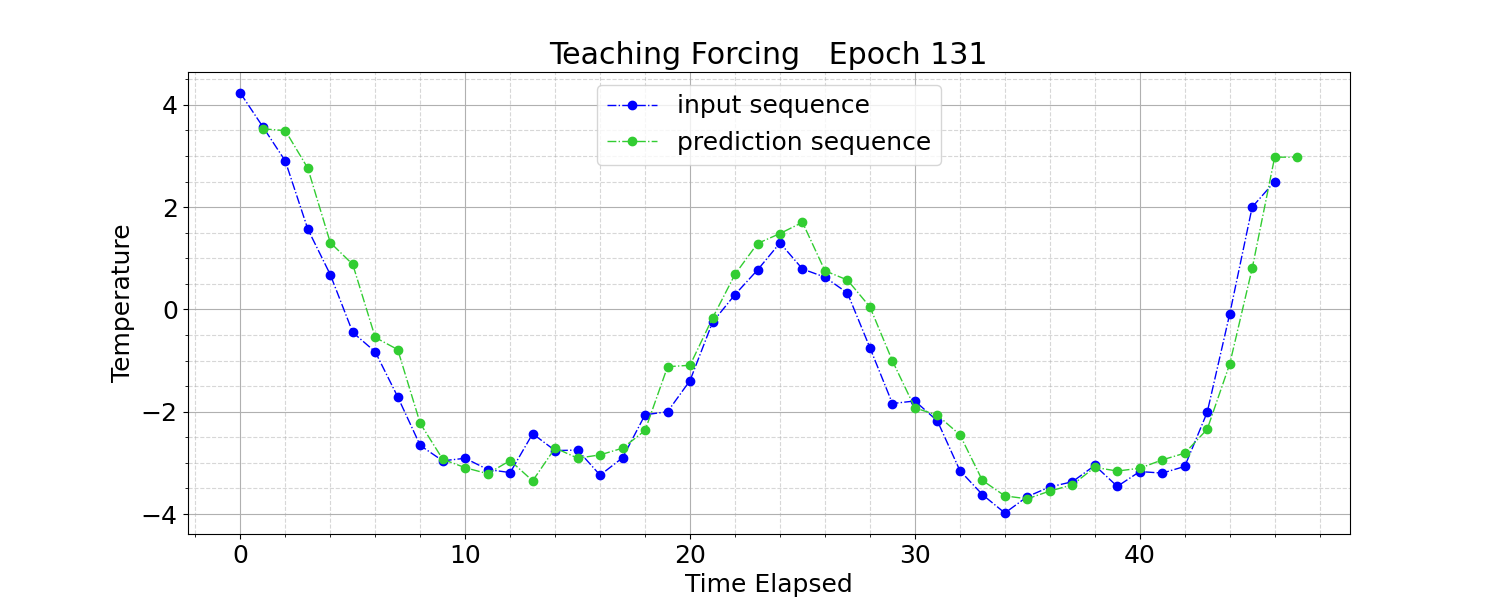 Teaching Forcing   Epoch 131
input sequence
prediction sequence
Temperature
4
2
0
−2
−4
0 10 20 30 40
Time Elapsed